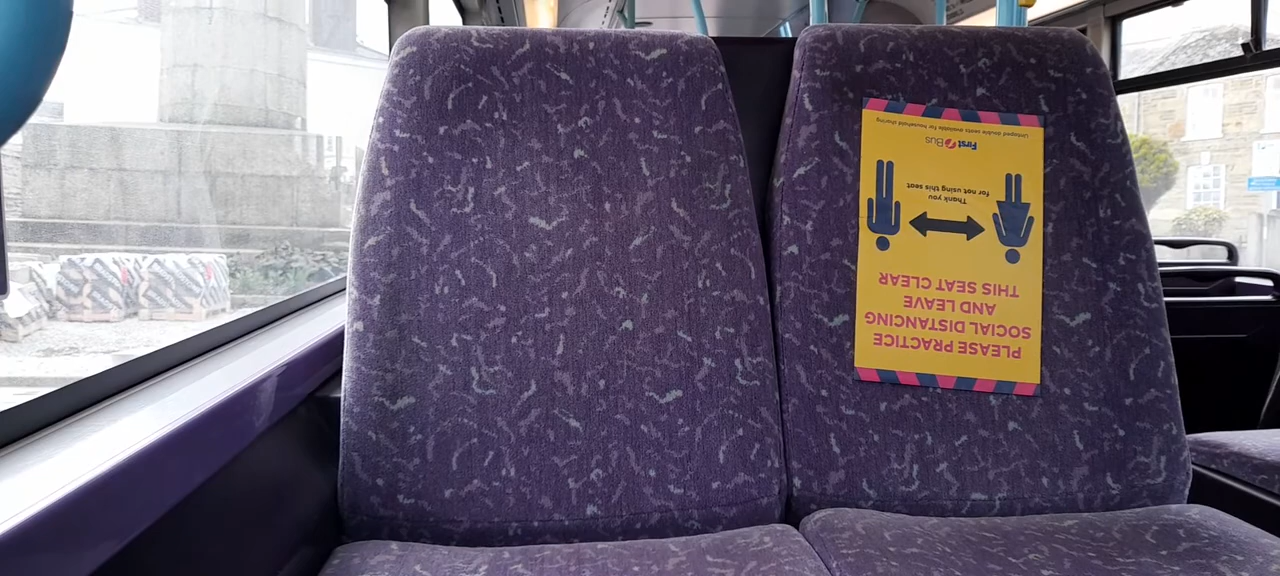 PLEASE PRACTICE
SOCIAL DISTANCING
AND LEAVE
THIS SEAT CLEAR
Thank you
for not using this seat
First Bus
Untaped double seats available for household sharing